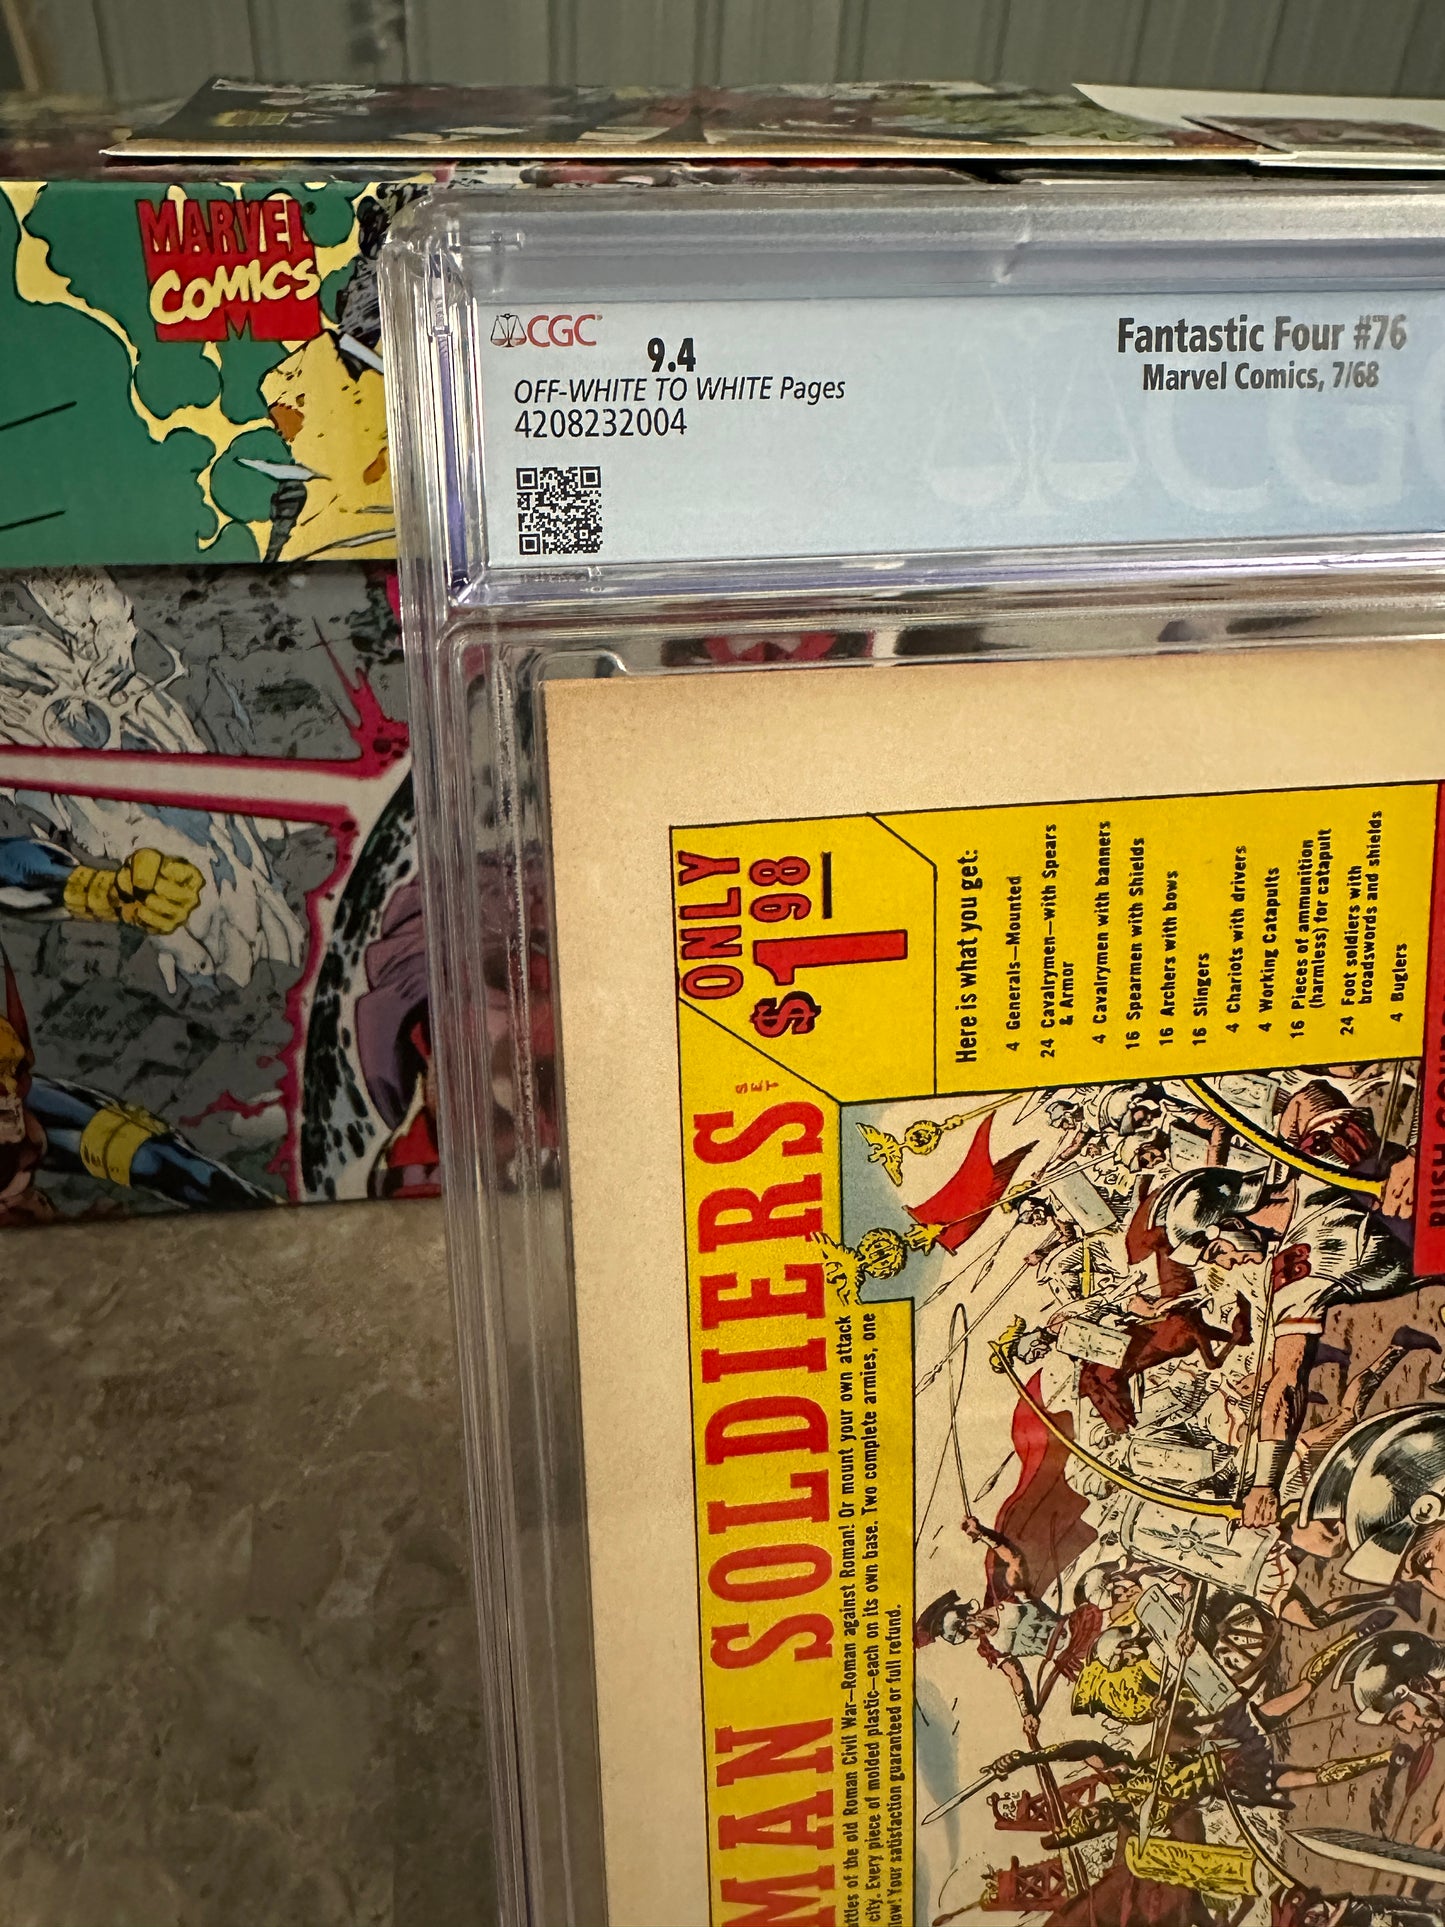 MARVEL®
COMICS
M
CGC
9.4
OFF-WHITE TO WHITE Pages
4208232004
Fantastic Four #76
Marvel Comics, 7/68
CGC
ONLY
$1 98
Here is what you get:
4 Generals—Mounted
24 Cavalrymen—with Spears
& Armor
4 Cavalrymen with banners
16 Spearmen with Shields
16 Archers with bows
16 Slingers
4 Chariots with drivers
4 Working Catapults
16 Pieces of ammunition
(harmless) for catapult
24 Foot soldiers with
broadswords and shields
4 Buglers
MAN SOLDIERS
SET
of the old Roman Civil War—Roman against Roman! Or mount your own attack
city. Every piece of molded plastic—each on its own base. Two complete armies, one
Your satisfaction guaranteed or full refund.
RUSH